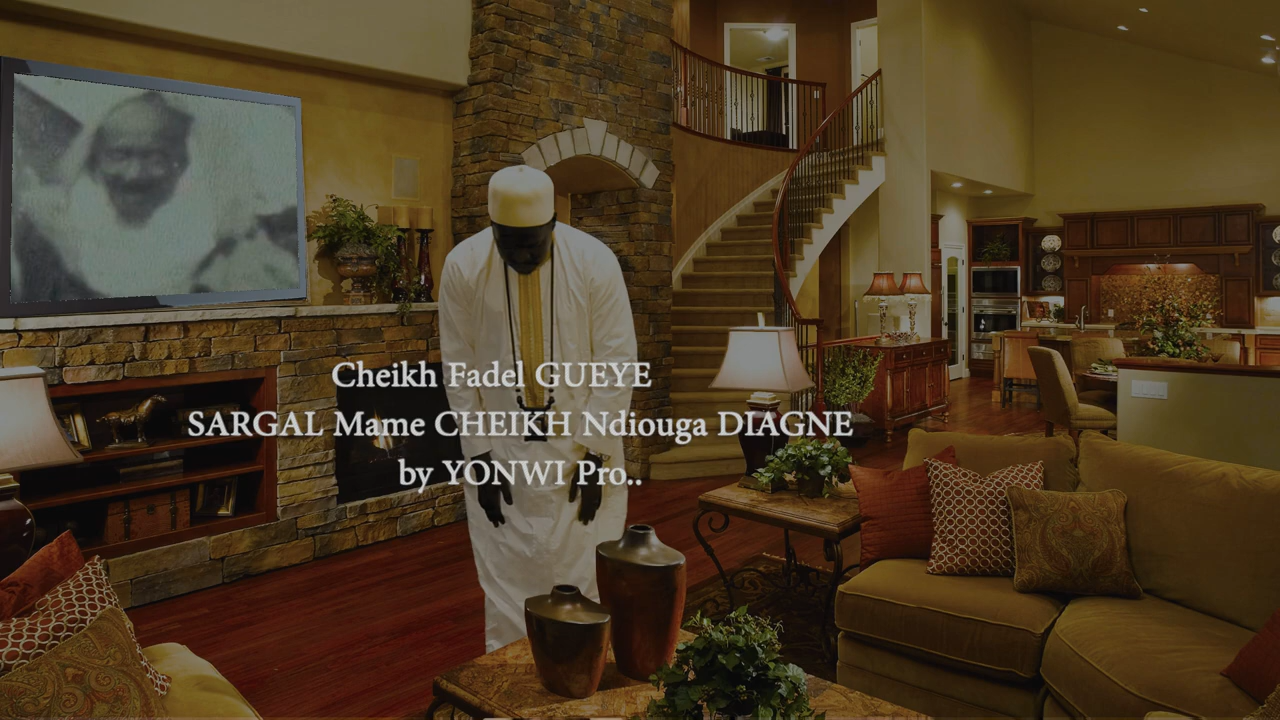 Cheikh Fadel GUEYE
SARGAL Mame CHEIKH Ndiouga DIAGNE
by YONWI Pro..